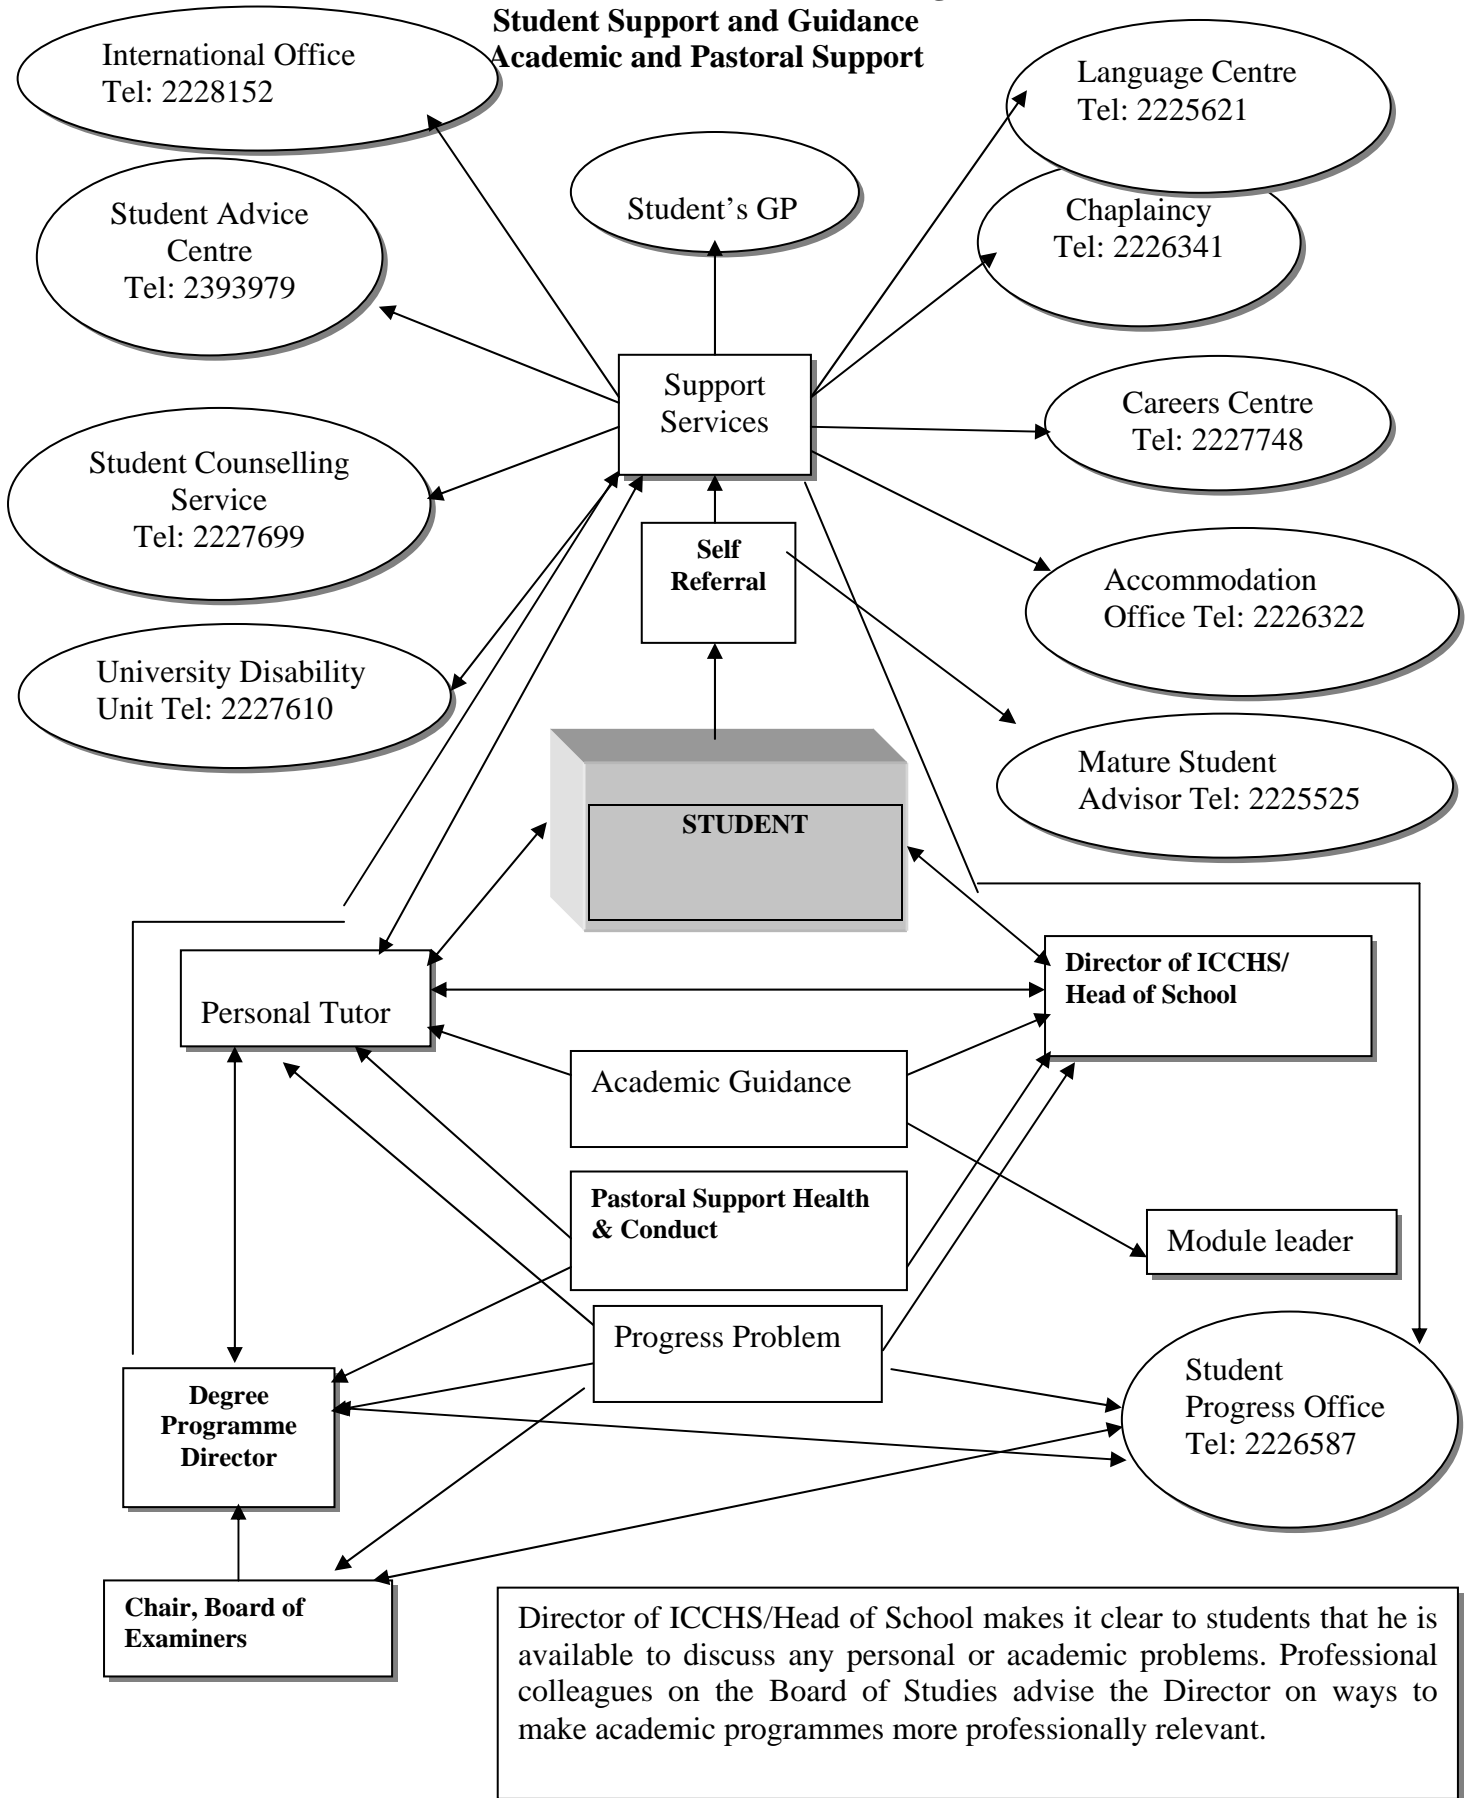 Student Support and Guidance
Academic and Pastoral Support
International Office
Tel: 2228152
Language Centre
Tel: 2225621
Student's GP
Student Advice
Centre
Tel: 2393979
Chaplaincy
Tel: 2226341
Support
Services
Careers Centre
Tel: 2227748
Student Counselling
Service
Tel: 2227699
Self
Referral
Accommodation
Office Tel: 2226322
University Disability
Unit Tel: 2227610
Mature Student
Advisor Tel: 2225525
STUDENT
Personal Tutor
Director of ICCHS/
Head of School
Academic Guidance
Pastoral Support Health
& Conduct
Module leader
Progress Problem
Degree
Programme
Director
Student
Progress Office
Tel: 2226587
Chair, Board of
Examiners
Director of ICCHS/Head of School makes it clear to students that he is
available to discuss any personal or academic problems. Professional
colleagues on the Board of Studies advise the Director on ways to
make academic programmes more professionally relevant.